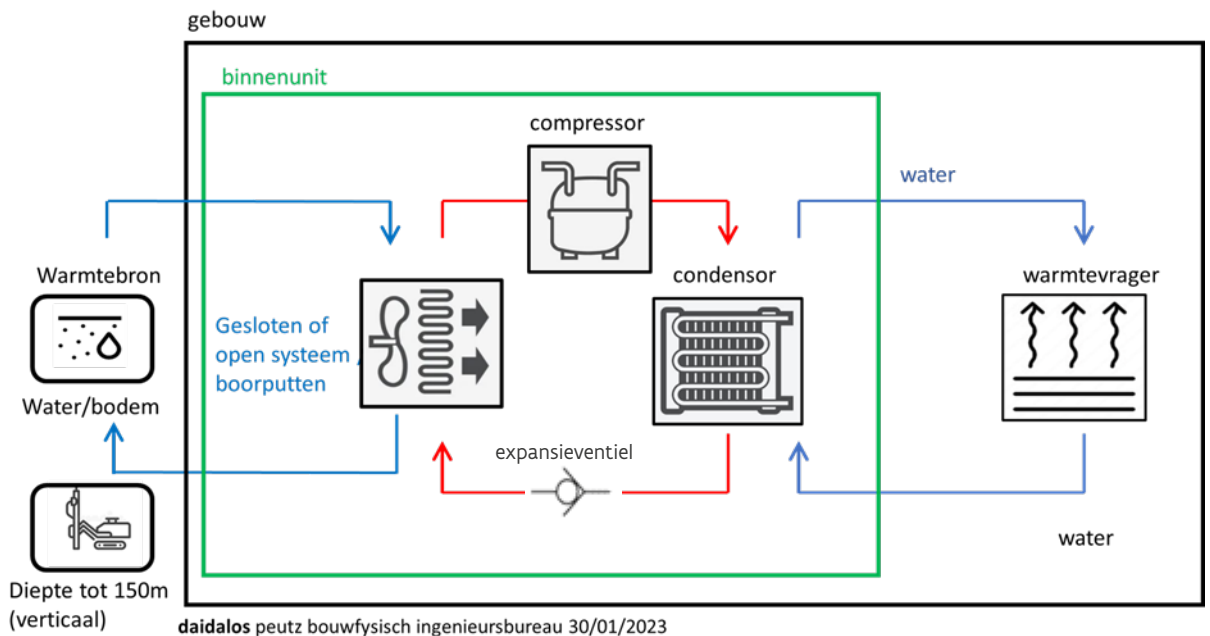 gebouw
binnenunit
compressor
water
Warmtebron
condensor
warmtevrager
Gesloten of
open systeem /
boorputten
Water/bodem
expansieventiel
water
Diepte tot 150m
(verticaal)
daidalos peutz bouwfysisch ingenieursbureau 30/01/2023